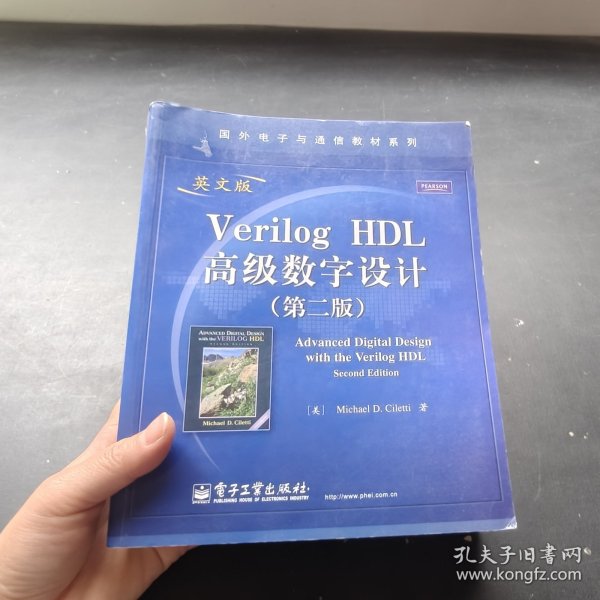 国外电子与通信教材系列
英文版
PEARSON
Verilog HDL
高级数字设计
（第二版）
ADVANCED DIGITAL DESIGN
with the VERILOG HDL
SECOND EDITION
Michael D. Ciletti
Advanced Digital Design
with the Verilog HDL
Second Edition
[美] Michael D. Ciletti 著
電子工業出版社
PUBLISHING HOUSE OF ELECTRONICS INDUSTRY
http://www.phei.com.cn
孔夫子旧书网
www.kongfz.com